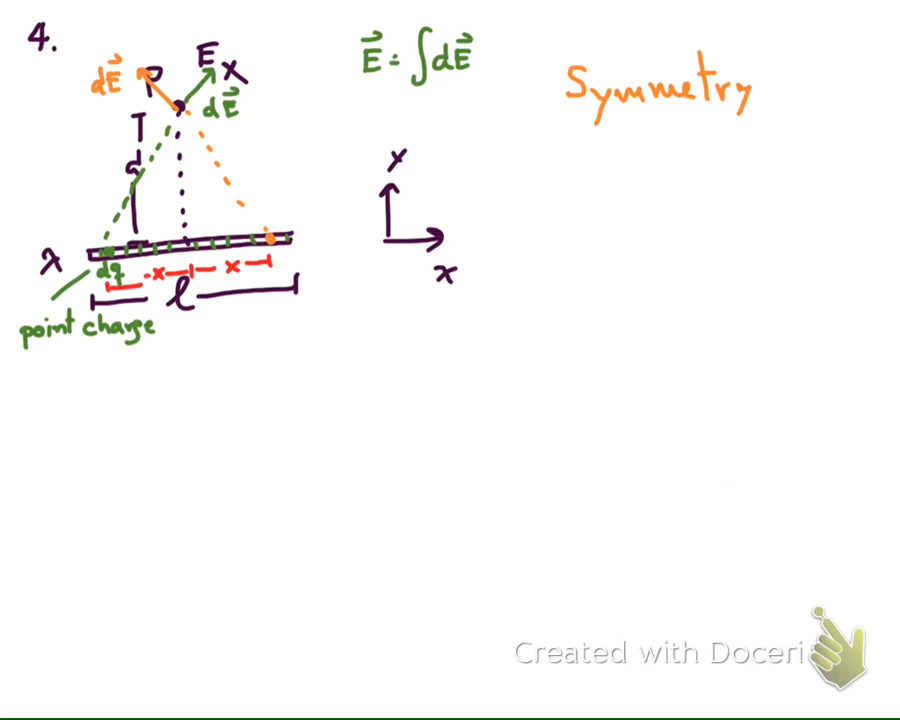 4.
E⃗ = ∫dE⃗
Symmetry
dE⃗ P E x
dE⃗
d
y
x
λ
dq -x x
l
point charge
Created with Doceri